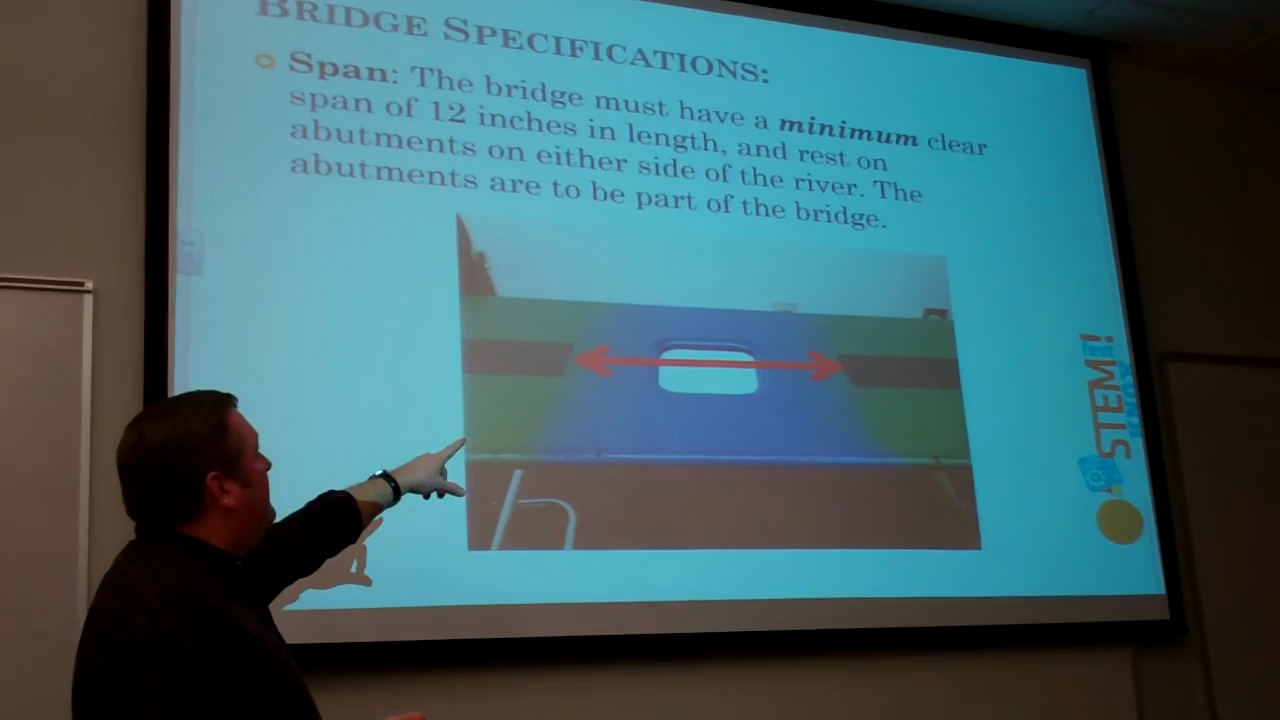 BRIDGE SPECIFICATIONS:
Span: The bridge must have a minimum clear
span of 12 inches in length, and rest on
abutments on either side of the river. The
abutments are to be part of the bridge.
STEM!